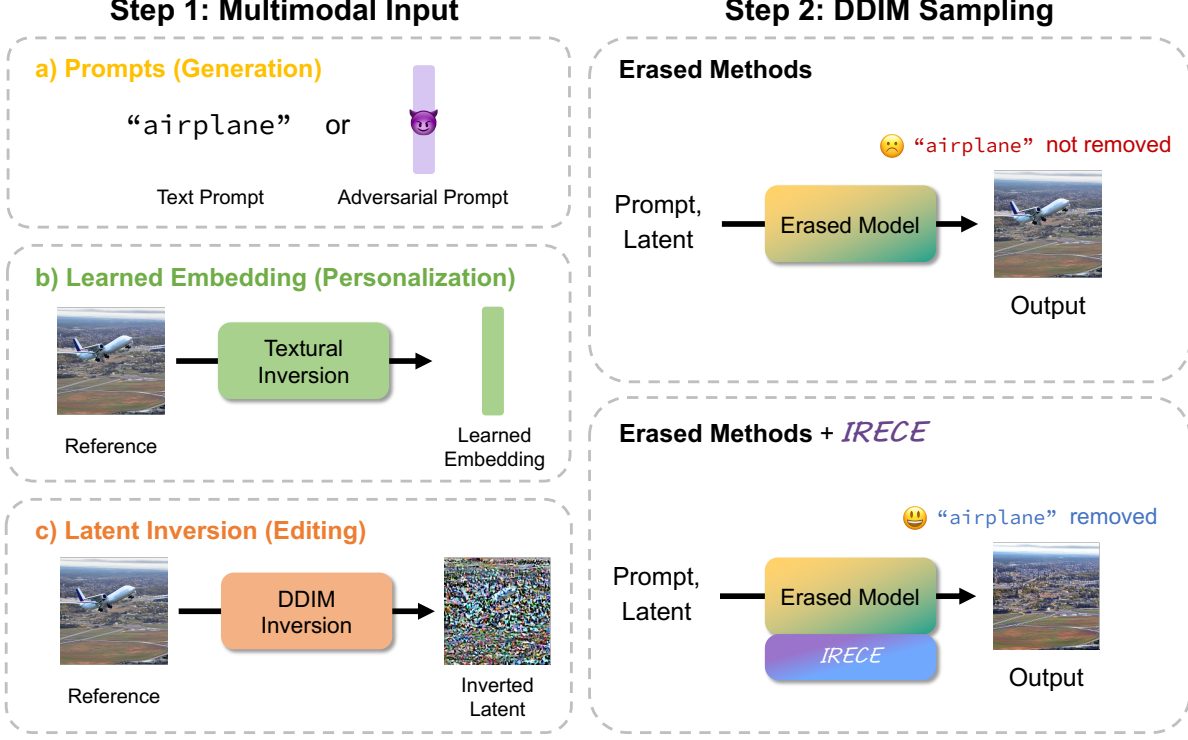 Step 1: Multimodal Input
a) Prompts (Generation)
“airplane” or
Text Prompt
Adversarial Prompt
b) Learned Embedding (Personalization)
Textural
Inversion
Reference
Learned
Embedding
c) Latent Inversion (Editing)
DDIM
Inversion
Reference
Inverted
Latent
Step 2: DDIM Sampling
Erased Methods
“airplane” not removed
Prompt,
Latent
Erased Model
Output
Erased Methods + IRECE
“airplane” removed
Prompt,
Latent
Erased Model
IRECE
Output